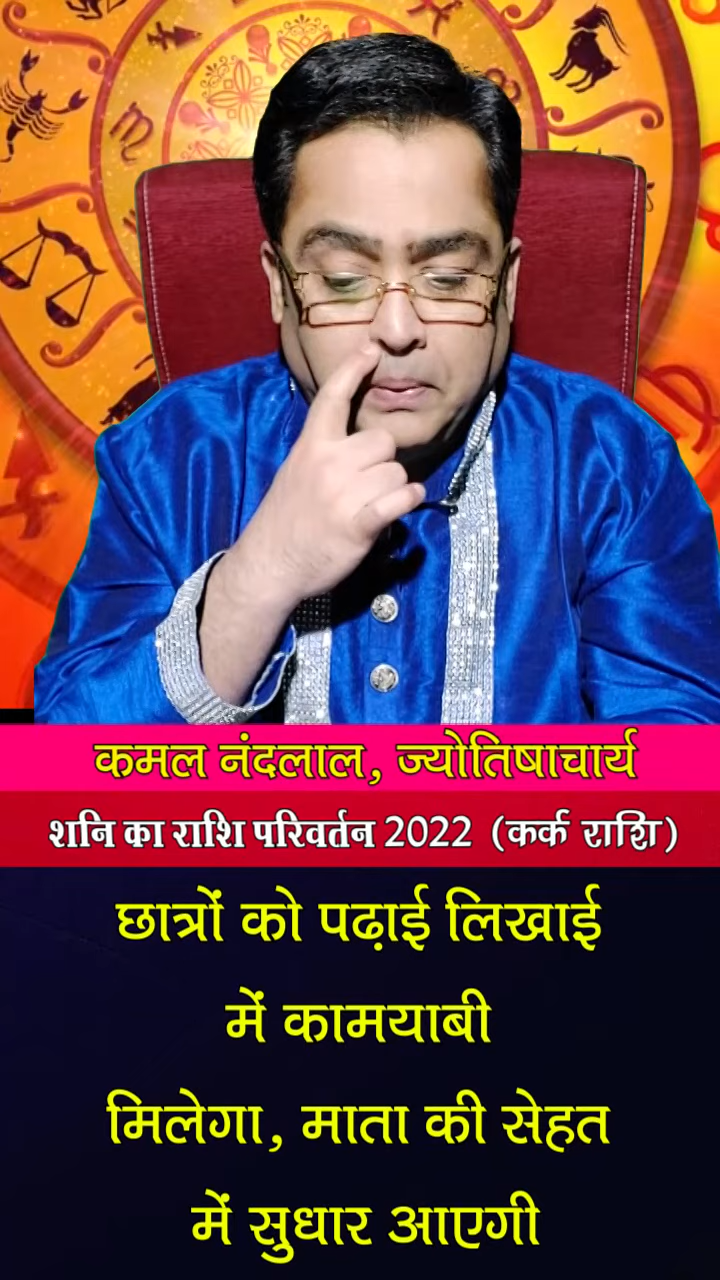 कमल नंदलाल, ज्योतिषाचार्य
शनि का राशि परिवर्तन 2022 (कर्क राशि)
छात्रों को पढ़ाई लिखाई
में कामयाबी
मिलेगा, माता की सेहत
में सुधार आएगी